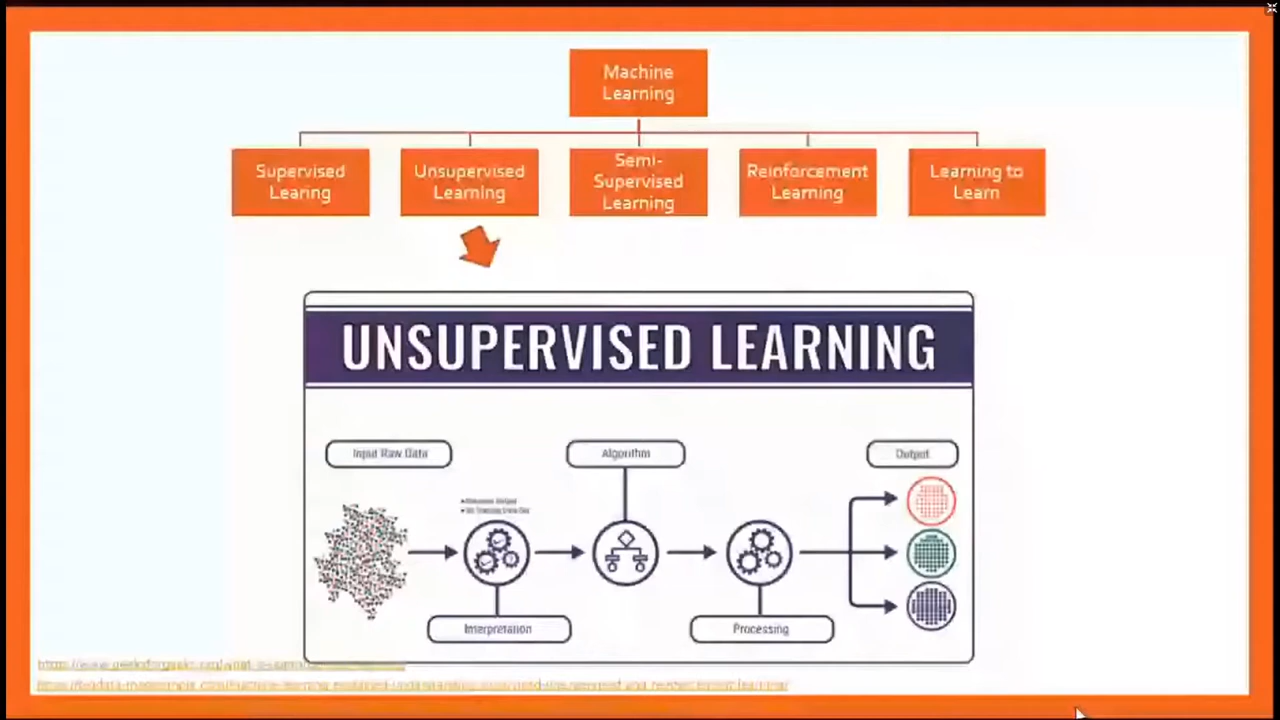 Machine
Learning
Supervised
Learing
Unsupervised
Learning
Semi-
Supervised
Learning
Reinforcement
Learning
Learning to
Learn
UNSUPERVISED LEARNING
Input Raw Data
Algorithm
Output
Interpretation
Processing